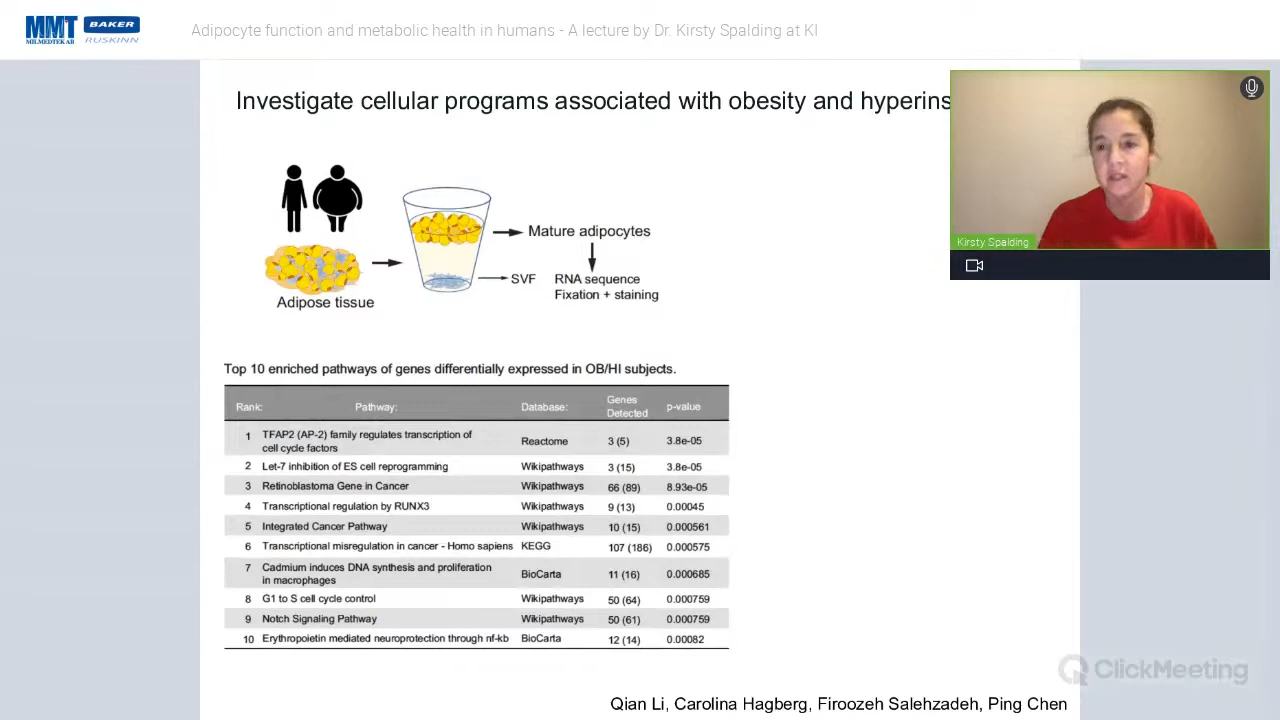 MMT
MILMEDTEK AB
BAKER
RUSKINN
Adipocyte function and metabolic health in humans - A lecture by Dr. Kirsty Spalding at KI
Investigate cellular programs associated with obesity and hyperins
Kirsty Spalding
Mature adipocytes
SVF
RNA sequence
Fixation + staining
Adipose tissue
Top 10 enriched pathways of genes differentially expressed in OB/HI subjects.
Rank: Pathway: Database: Genes Detected p-value
1 TFAP2 (AP-2) family regulates transcription of
cell cycle factors Reactome 3 (5) 3.8e-05
2 Let-7 inhibition of ES cell reprogramming Wikipathways 3 (15) 3.8e-05
3 Retinoblastoma Gene in Cancer Wikipathways 66 (89) 8.93e-05
4 Transcriptional regulation by RUNX3 Wikipathways 9 (13) 0.00045
5 Integrated Cancer Pathway Wikipathways 10 (15) 0.000561
6 Transcriptional misregulation in cancer - Homo sapiens KEGG 107 (186) 0.000575
7 Cadmium induces DNA synthesis and proliferation
in macrophages BioCarta 11 (16) 0.000685
8 G1 to S cell cycle control Wikipathways 50 (64) 0.000759
9 Notch Signaling Pathway Wikipathways 50 (61) 0.000759
10 Erythropoietin mediated neuroprotection through nf-kb BioCarta 12 (14) 0.00082
ClickMeeting
Qian Li, Carolina Hagberg, Firoozeh Salehzadeh, Ping Chen